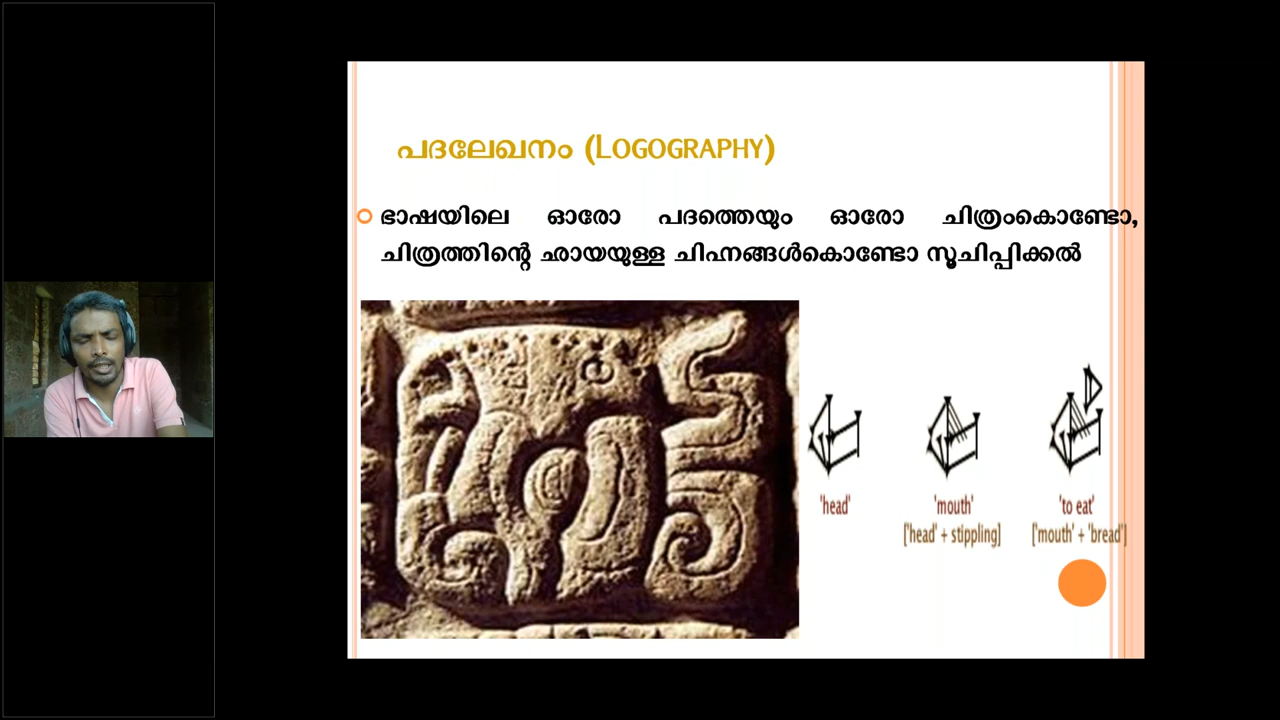 പദലേഖനം (LOGOGRAPHY)
ഭാഷയിലെ ഓരോ പദത്തെയും ഓരോ ചിത്രംകൊണ്ടോ,
ചിത്രത്തിന്റെ ഛായയുള്ള ചിഹ്നങ്ങൾകൊണ്ടോ സൂചിപ്പിക്കൽ
'head'
'mouth'
['head' + stippling]
'to eat'
['mouth' + 'bread']